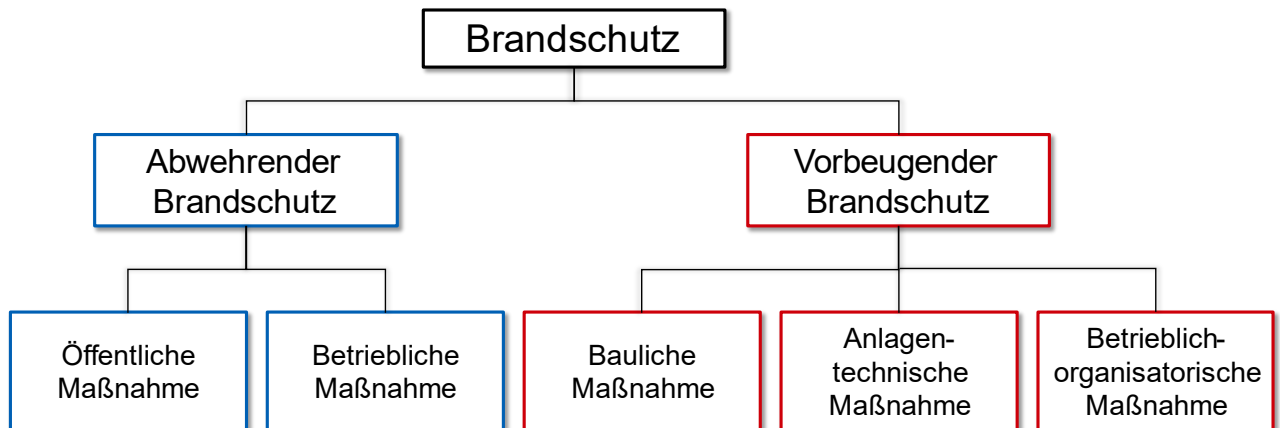 Brandschutz
Abwehrender
Brandschutz
Vorbeugender
Brandschutz
Öffentliche
Maßnahme
Betriebliche
Maßnahme
Bauliche
Maßnahme
Anlagen-
technische
Maßnahme
Betrieblich-
organisatorische
Maßnahme